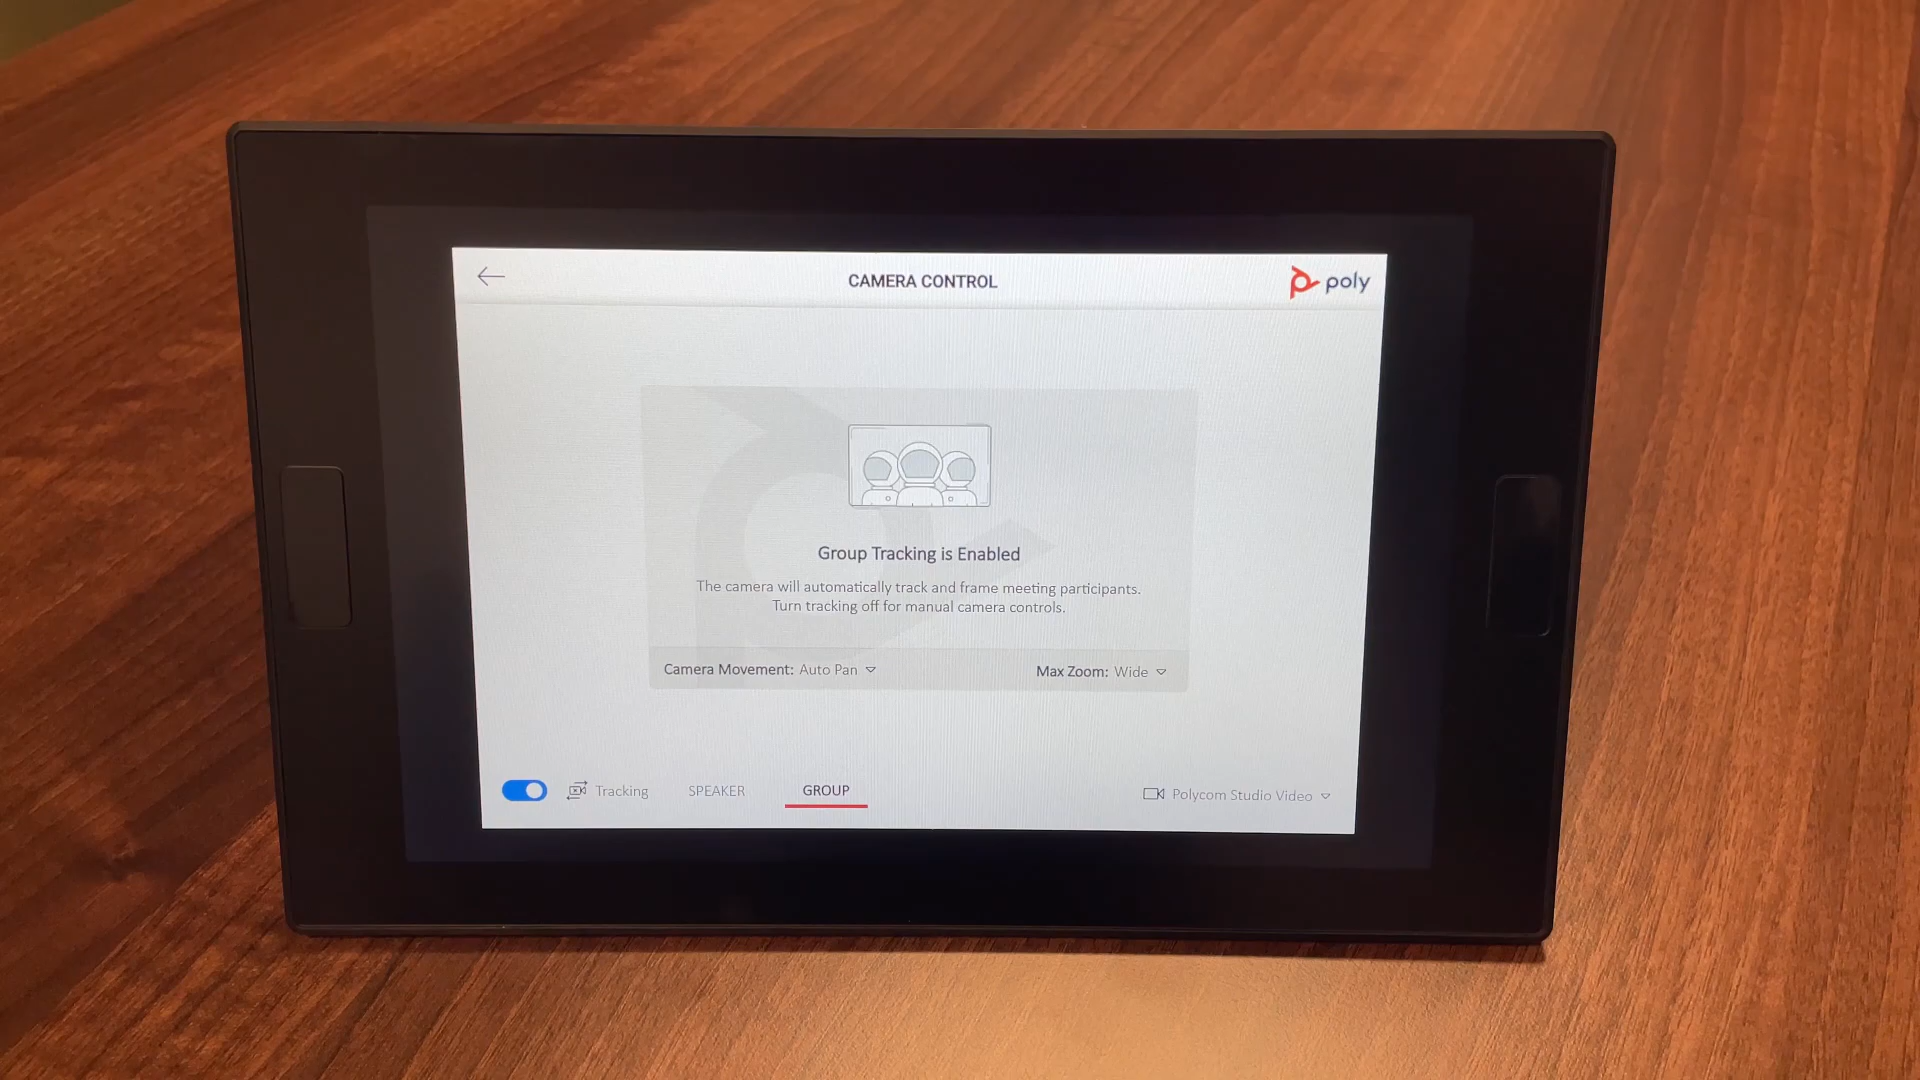 CAMERA CONTROL
poly
Group Tracking is Enabled
The camera will automatically track and frame meeting participants.
Turn tracking off for manual camera controls.
Camera Movement: Auto Pan
Max Zoom: Wide
Tracking
SPEAKER
GROUP
Polycom Studio Video